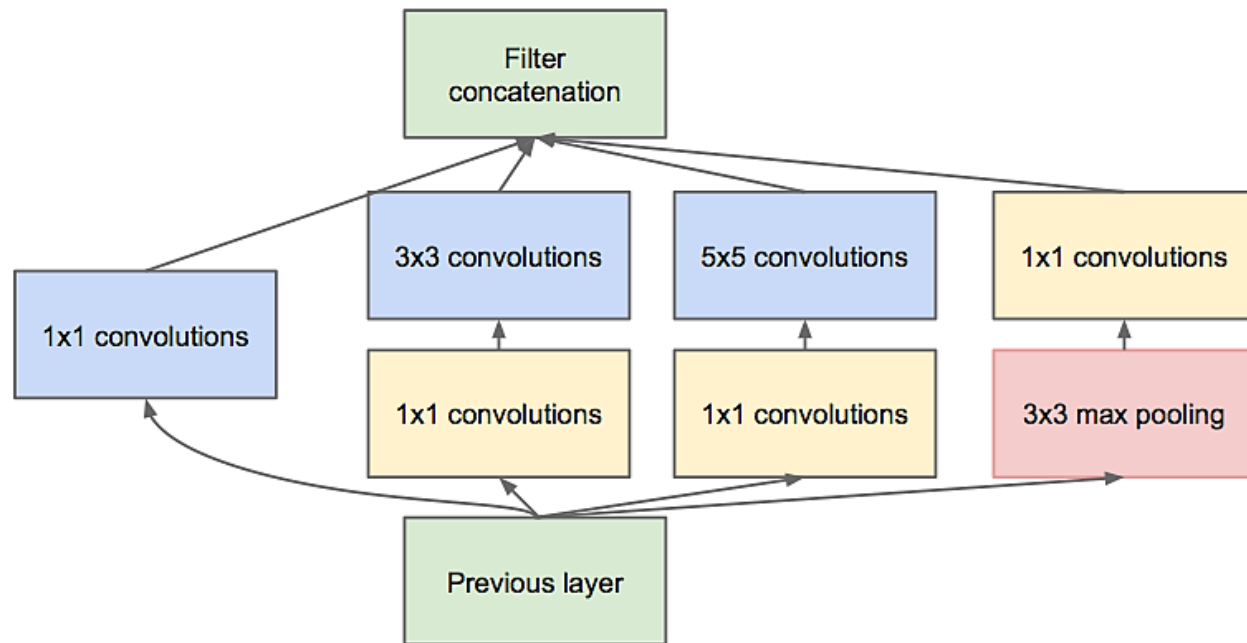 Filter
concatenation
3x3 convolutions
5x5 convolutions
1x1 convolutions
1x1 convolutions
1x1 convolutions
1x1 convolutions
3x3 max pooling
Previous layer